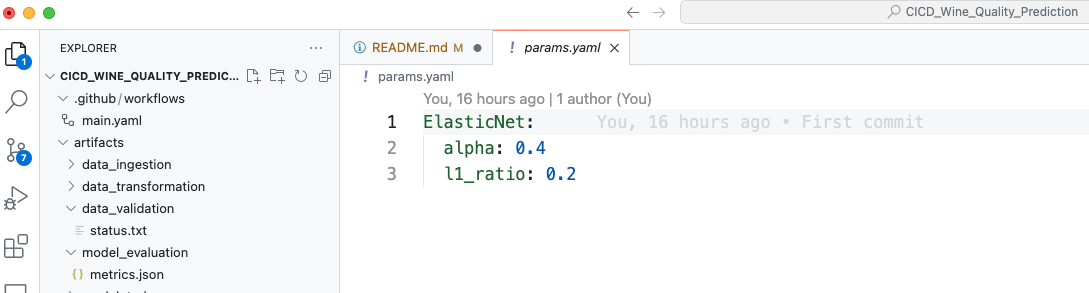 CICD_Wine_Quality_Prediction
EXPLORER
CICD_WINE_QUALITY_PREDIC...
.github/workflows
main.yaml
artifacts
data_ingestion
data_transformation
data_validation
status.txt
model_evaluation
metrics.json
1
7
README.md M
params.yaml
params.yaml
You, 16 hours ago | 1 author (You)
1 ElasticNet: You, 16 hours ago • First commit
2 alpha: 0.4
3 l1_ratio: 0.2